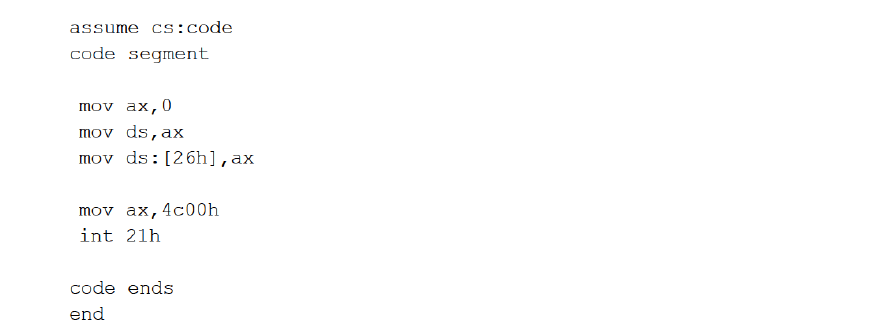 assume cs:code
code segment
mov ax,0
mov ds,ax
mov ds:[26h],ax
mov ax,4c00h
int 21h
code ends
end